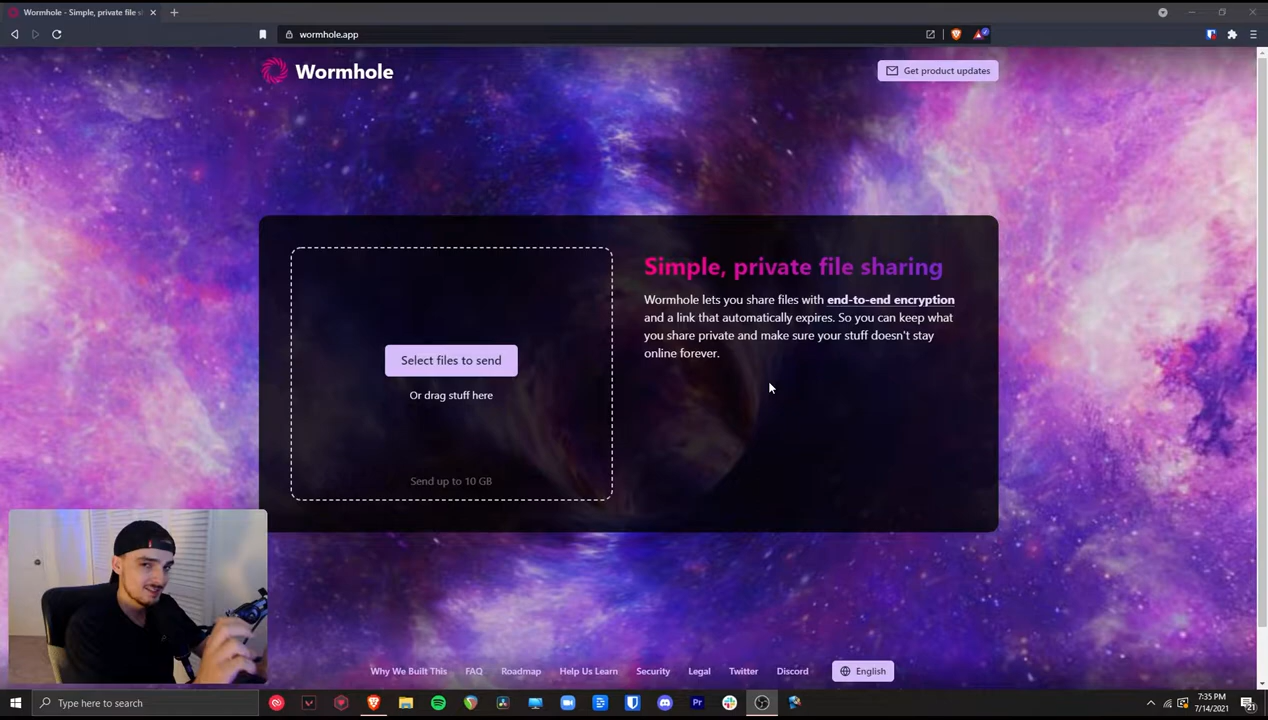 Wormhole - Simple, private file s
wormhole.app
Wormhole
Get product updates
Simple, private file sharing
Wormhole lets you share files with end-to-end encryption
and a link that automatically expires. So you can keep what
you share private and make sure your stuff doesn't stay
online forever.
Select files to send
Or drag stuff here
Send up to 10 GB
Why We Built This
FAQ
Roadmap
Help Us Learn
Security
Legal
Twitter
Discord
English
Type here to search
Pr
7:35 PM
7/14/2021
21